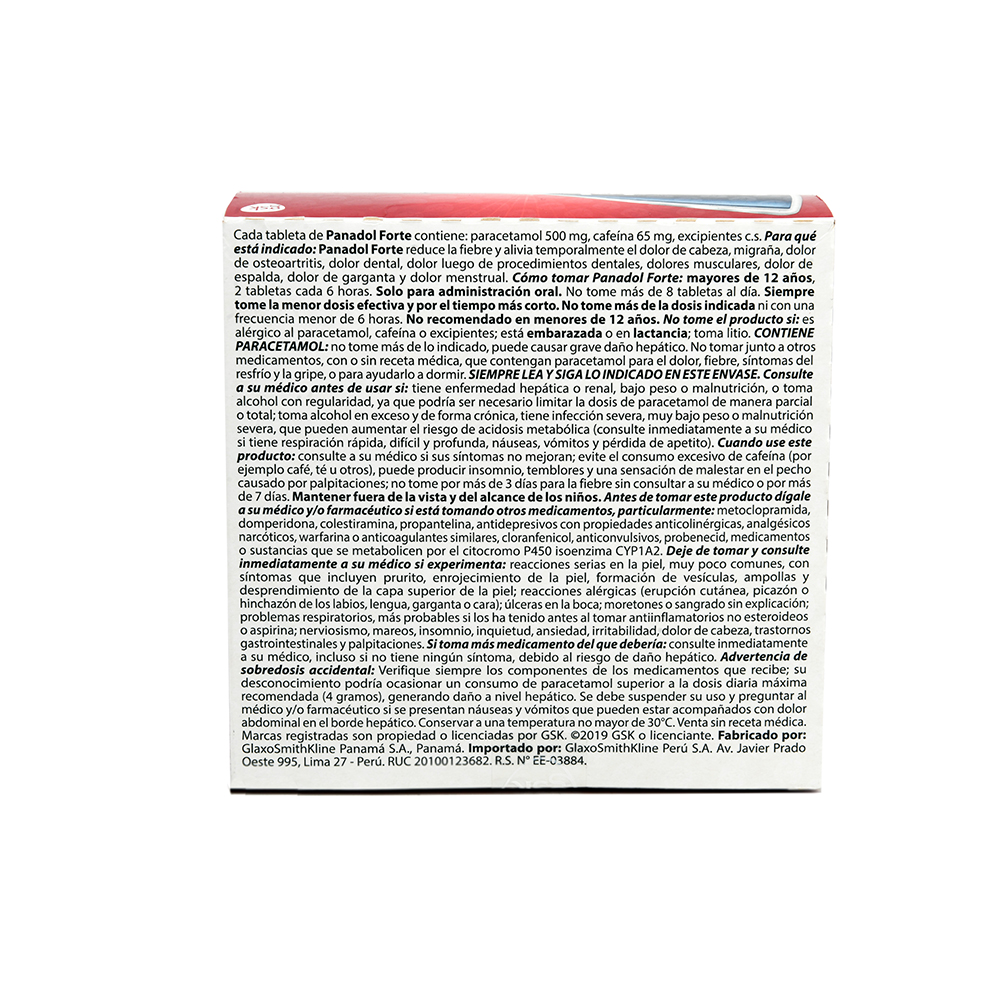 gsk
Cada tableta de Panadol Forte contiene: paracetamol 500 mg, cafeína 65 mg, excipientes c.s. Para qué
está indicado: Panadol Forte reduce la fiebre y alivia temporalmente el dolor de cabeza, migraña, dolor
de osteoartritis, dolor dental, dolor luego de procedimientos dentales, dolores musculares, dolor de
espalda, dolor de garganta y dolor menstrual. Cómo tomar Panadol Forte: mayores de 12 años,
2 tabletas cada 6 horas. Solo para administración oral. No tome más de 8 tabletas al día. Siempre
tome la menor dosis efectiva y por el tiempo más corto. No tome más de la dosis indicada ni con una
frecuencia menor de 6 horas. No recomendado en menores de 12 años. No tome el producto si: es
alérgico al paracetamol, cafeína o excipientes; está embarazada o en lactancia; toma litio. CONTIENE
PARACETAMOL: no tome más de lo indicado, puede causar grave daño hepático. No tomar junto a otros
medicamentos, con o sin receta médica, que contengan paracetamol para el dolor, fiebre, síntomas del
resfrío y la gripe, o para ayudarlo a dormir. SIEMPRE LEA Y SIGA LO INDICADO EN ESTE ENVASE. Consulte
a su médico antes de usar si: tiene enfermedad hepática o renal, bajo peso o malnutrición, o toma
alcohol con regularidad, ya que podría ser necesario limitar la dosis de paracetamol de manera parcial
o total; toma alcohol en exceso y de forma crónica, tiene infección severa, muy bajo peso o malnutrición
severa, que pueden aumentar el riesgo de acidosis metabólica (consulte inmediatamente a su médico
si tiene respiración rápida, difícil y profunda, náuseas, vómitos y pérdida de apetito). Cuando use este
producto: consulte a su médico si sus síntomas no mejoran; evite el consumo excesivo de cafeína (por
ejemplo café, té u otros), puede producir insomnio, temblores y una sensación de malestar en el pecho
causado por palpitaciones; no tome por más de 3 días para la fiebre sin consultar a su médico o por más
de 7 días. Mantener fuera de la vista y del alcance de los niños. Antes de tomar este producto dígale
a su médico y/o farmacéutico si está tomando otros medicamentos, particularmente: metoclopramida,
domperidona, colestiramina, propantelina, antidepresivos con propiedades anticolinérgicas, analgésicos
narcóticos, warfarina o anticoagulantes similares, cloranfenicol, anticonvulsivos, probenecid, medicamentos
o sustancias que se metabolicen por el citocromo P450 isoenzima CYP1A2. Deje de tomar y consulte
inmediatamente a su médico si experimenta: reacciones serias en la piel, muy poco comunes, con
síntomas que incluyen prurito, enrojecimiento de la piel, formación de vesículas, ampollas y
desprendimiento de la capa superior de la piel; reacciones alérgicas (erupción cutánea, picazón o
hinchazón de los labios, lengua, garganta o cara); úlceras en la boca; moretones o sangrado sin explicación;
problemas respiratorios, más probables si los ha tenido antes al tomar antiinflamatorios no esteroideos
o aspirina; nerviosismo, mareos, insomnio, inquietud, ansiedad, irritabilidad, dolor de cabeza, trastornos
gastrointestinales y palpitaciones. Si toma más medicamento del que debería: consulte inmediatamente
a su médico, incluso si no tiene ningún síntoma, debido al riesgo de daño hepático. Advertencia de
sobredosis accidental: Verifique siempre los componentes de los medicamentos que recibe; su
desconocimiento podría ocasionar un consumo de paracetamol superior a la dosis diaria máxima
recomendada (4 gramos), generando daño a nivel hepático. Se debe suspender su uso y preguntar al
médico y/o farmacéutico si se presentan náuseas y vómitos que pueden estar acompañados con dolor
abdominal en el borde hepático. Conservar a una temperatura no mayor de 30°C. Venta sin receta médica.
Marcas registradas son propiedad o licenciadas por GSK. ©2019 GSK o licenciante. Fabricado por:
GlaxoSmithKline Panamá S.A., Panamá. Importado por: GlaxoSmithKline Perú S.A. Av. Javier Prado
Oeste 995, Lima 27 - Perú. RUC 20100123682. R.S. N° EE-03884.